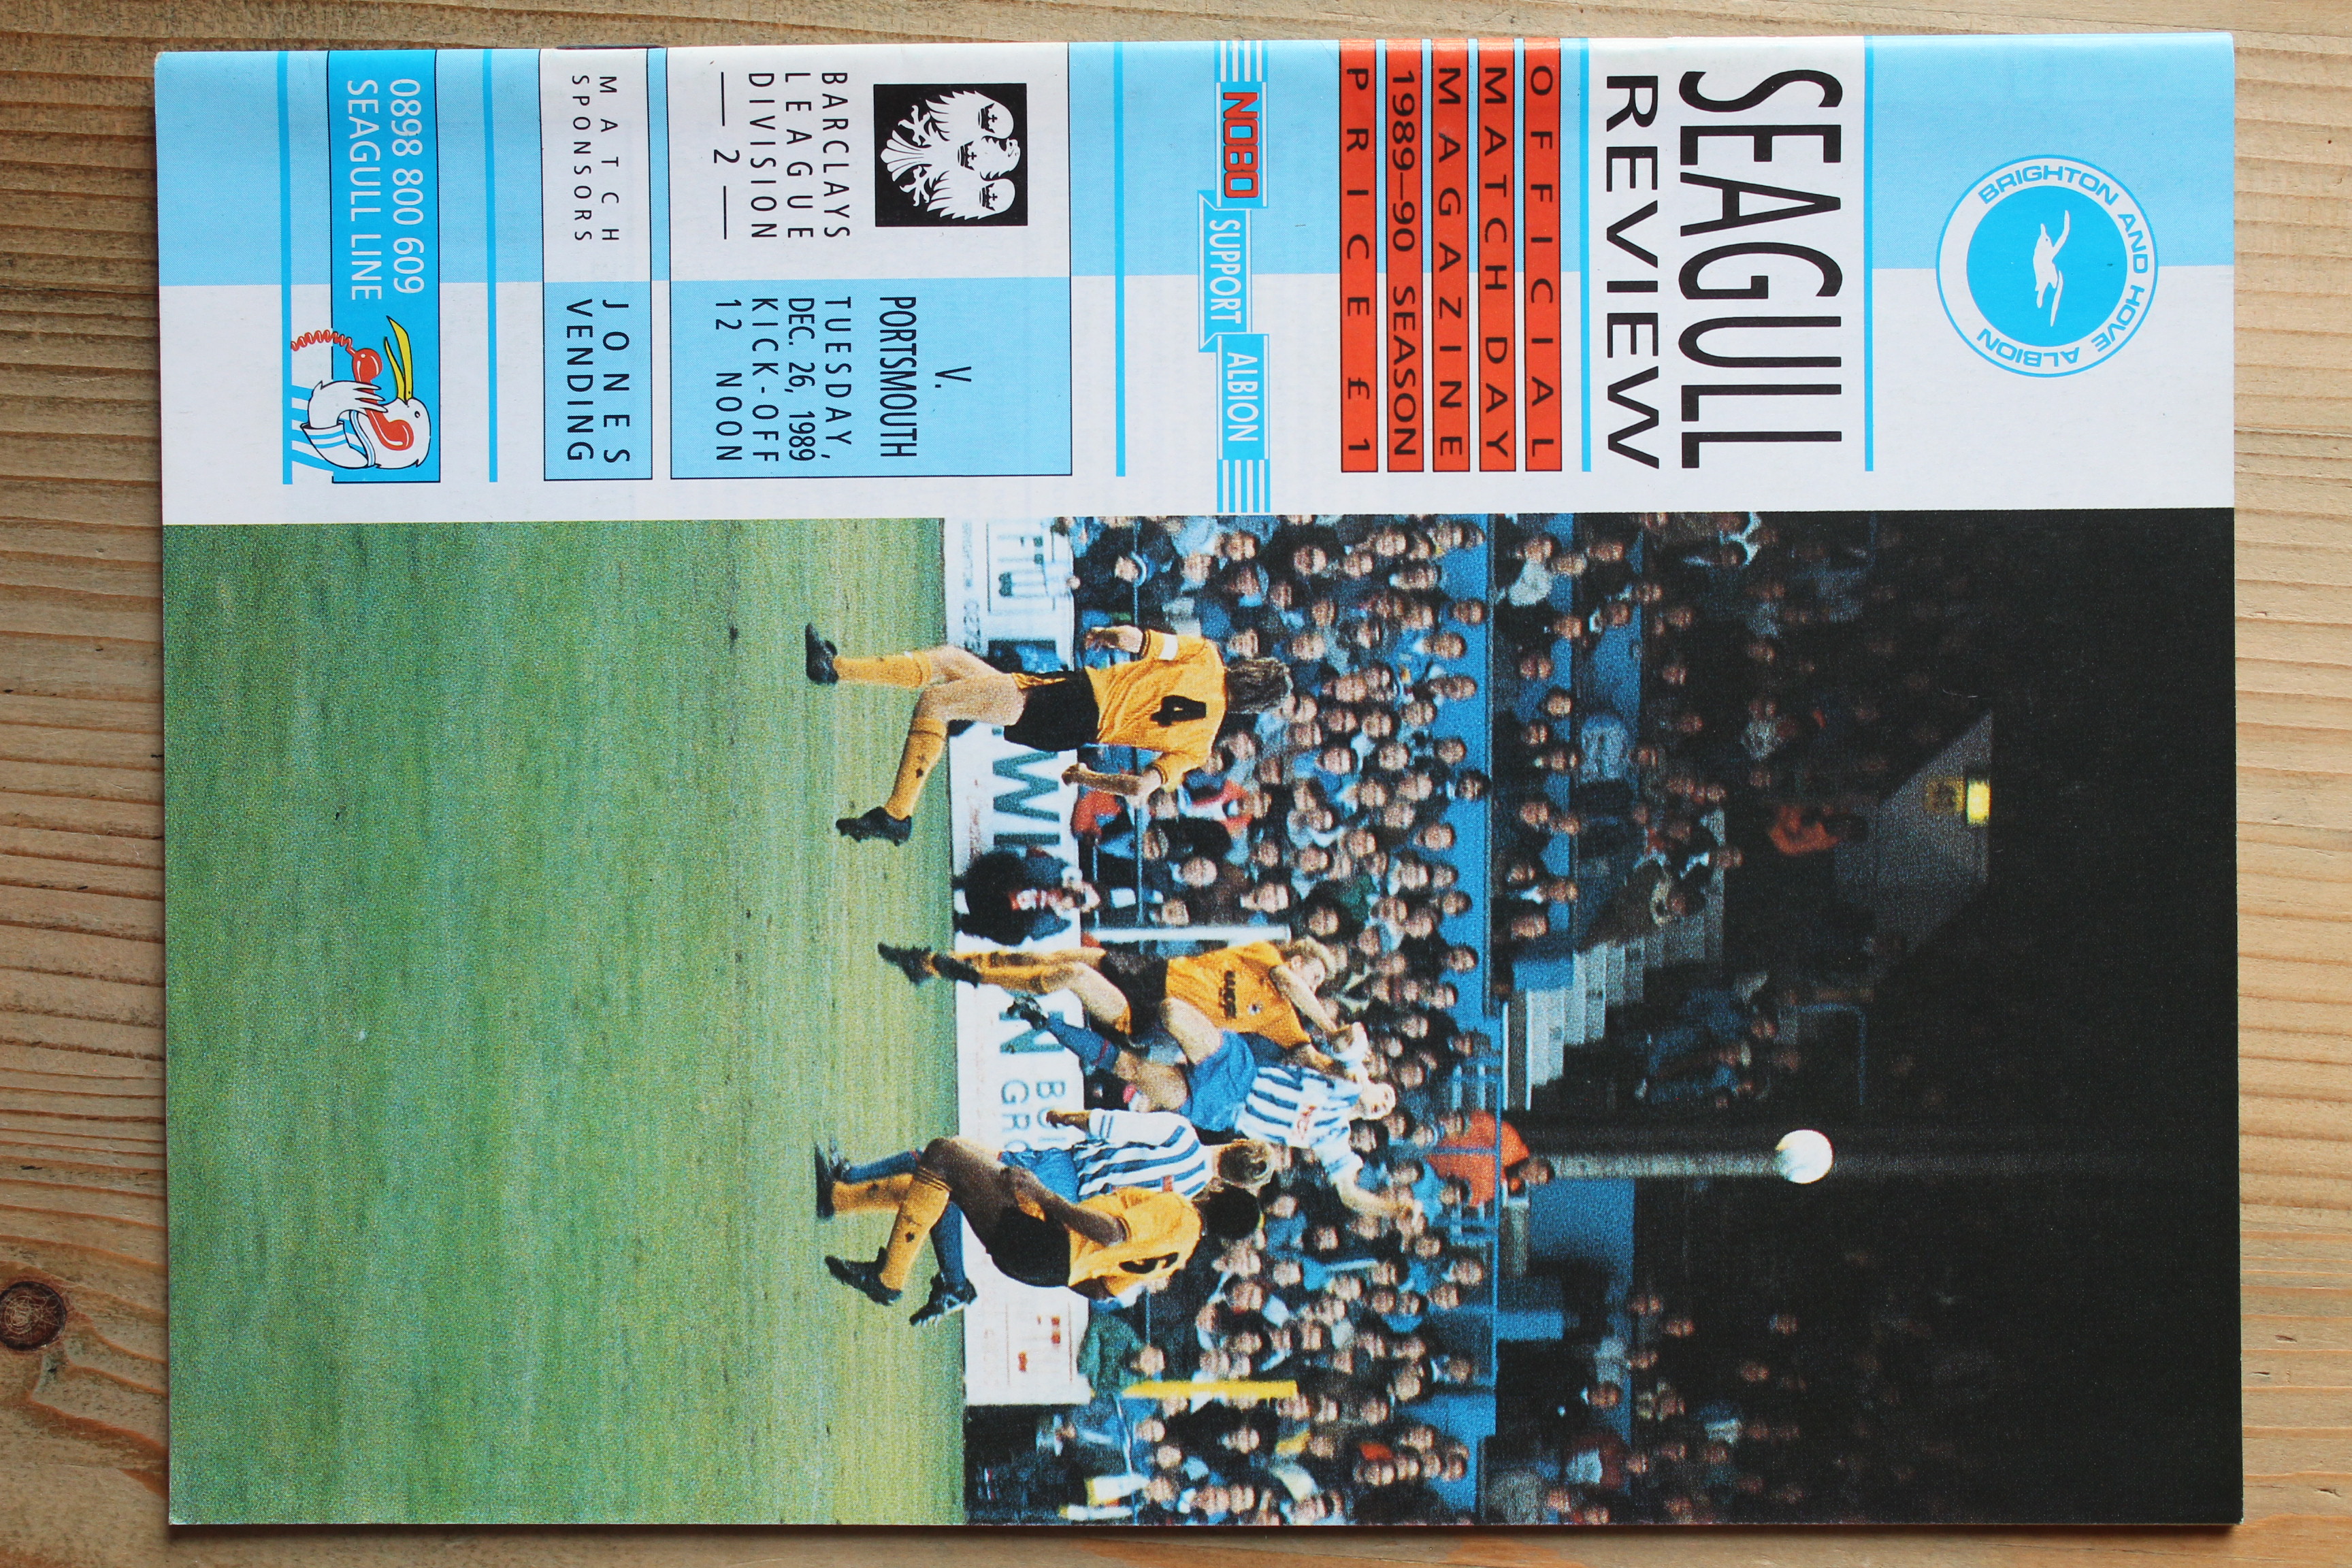 BRIGHTON AND HOVE ALBION
SEAGULL
REVIEW
OFFICIAL
MATCH DAY
MAGAZINE
1989–90 SEASON
PRICE £1
NOBO
SUPPORT
ALBION
V.
PORTSMOUTH
BARCLAYS
LEAGUE
DIVISION
— 2 —
TUESDAY,
DEC. 26, 1989
KICK-OFF
12 NOON
MATCH
SPONSORS
JONES
VENDING
0898 800 609
SEAGULL LINE
4